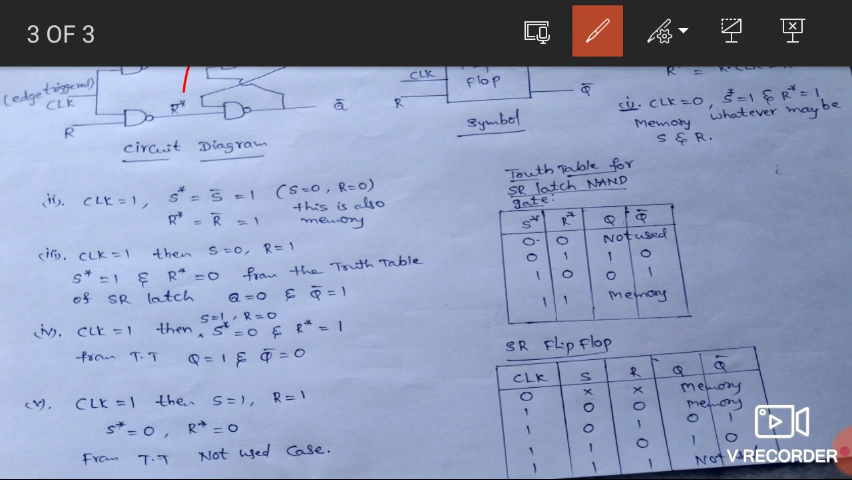 3 OF 3
(edge triggered)
CLK
R
R*
Q̄
Circuit Diagram
CLK
R
Flop
Q̄
Symbol
i. CLK=0, S*=1 & R*=1
Memory whatever maybe
S & R.
(ii). CLK=1, S* = S̄ = 1 (S=0, R=0)
R* = R̄ = 1 this is also
memory
(iii). CLK=1 then S=0, R=1
S*=1 & R*=0 from the Truth Table
of SR latch Q=0 & Q̄=1
(iv). CLK=1 then S=1, R=0
S*=0 & R*=1
from T.T Q=1 & Q̄=0
(v). CLK=1 then S=1, R=1
S*=0, R*=0
From T.T Not used Case.
Truth Table for
SR latch NAND
gate:
S* R* Q Q̄
0 0 Not used
0 1 1 0
1 0 0 1
1 1 Memory
SR Flip Flop
CLK S R Q Q̄
0 x x Memory
1 0 0 Memory
1 0 1 0 1
1 1 0 1 0
1 1 1 Not
V RECORDER